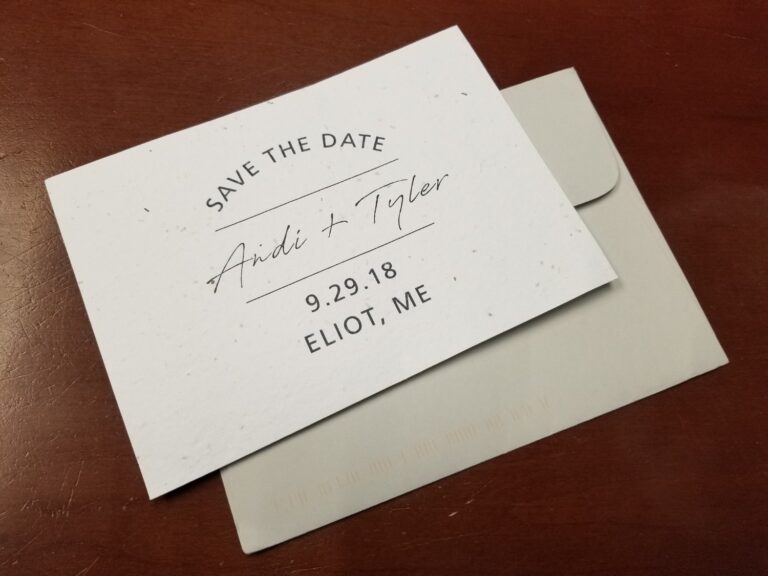 SAVE THE DATE
Andi + Tyler
9.29.18
ELIOT, ME